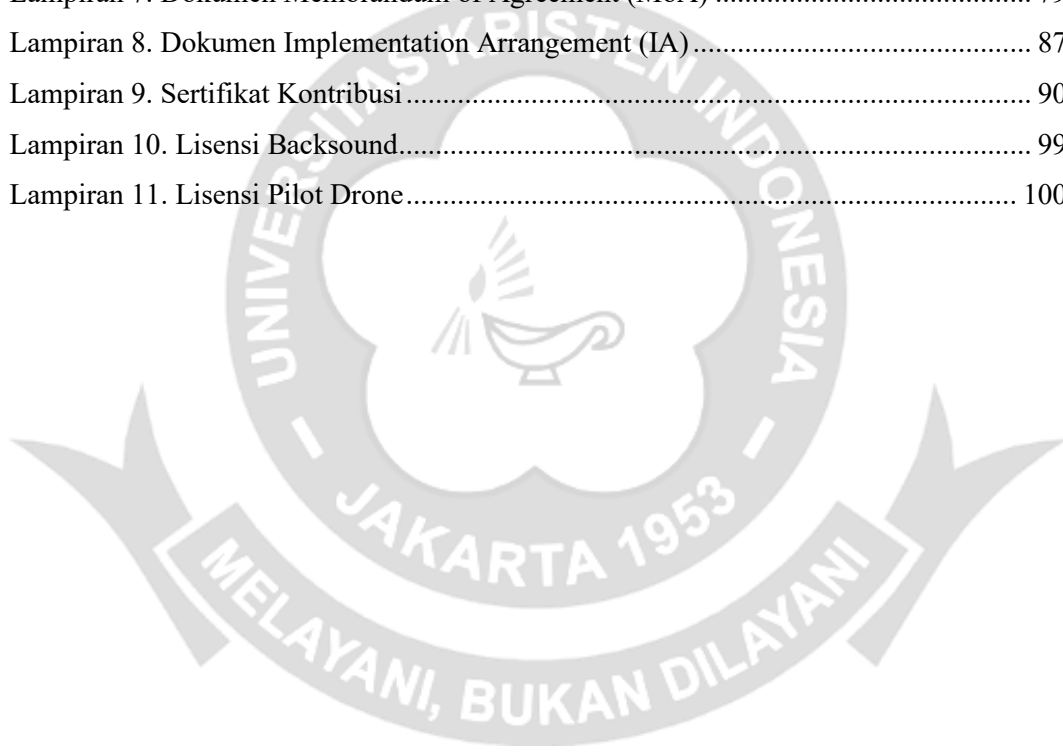 Lampiran 7. Dokumen Memorandum of Agreement (MoA) ........................................ 79
Lampiran 8. Dokumen Implementation Arrangement (IA) ........................................ 87
Lampiran 9. Sertifikat Kontribusi ........................................ 90
Lampiran 10. Lisensi Backsound ........................................ 99
Lampiran 11. Lisensi Pilot Drone ........................................ 100
UNIVERSITAS KRISTEN INDONESIA
JAKARTA 1953
MELAYANI, BUKAN DILAYANI